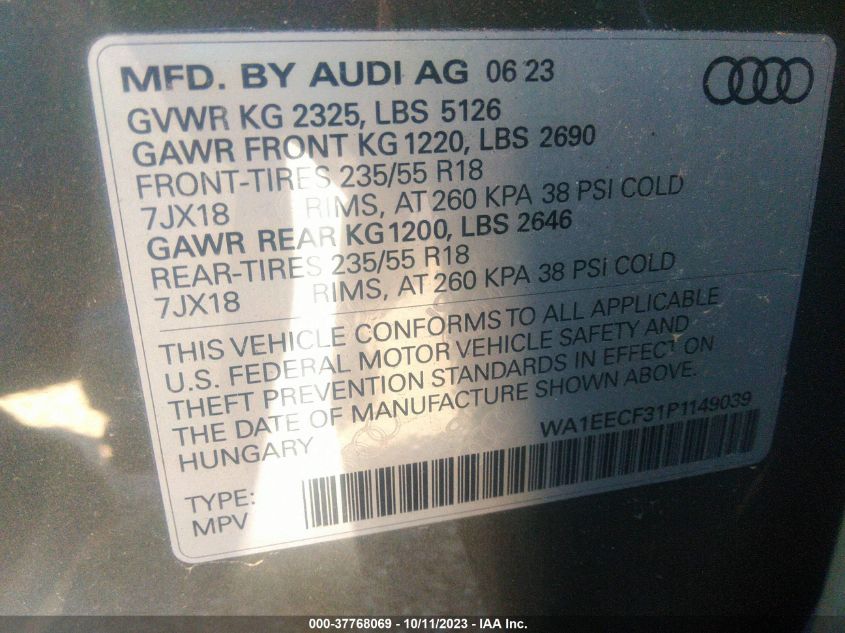 MFD. BY AUDI AG 06 23
GVWR KG 2325, LBS 5126
GAWR FRONT KG 1220, LBS 2690
FRONT-TIRES 235/55 R18
7JX18 RIMS, AT 260 KPA 38 PSI COLD
GAWR REAR KG 1200, LBS 2646
REAR-TIRES 235/55 R18
7JX18 RIMS, AT 260 KPA 38 PSI COLD
THIS VEHICLE CONFORMS TO ALL APPLICABLE
U.S. FEDERAL MOTOR VEHICLE SAFETY AND
THEFT PREVENTION STANDARDS IN EFFECT ON
THE DATE OF MANUFACTURE SHOWN ABOVE.
HUNGARY WA1EECF31P1149039
TYPE:
MPV
000-37768069 - 10/11/2023 - IAA Inc.